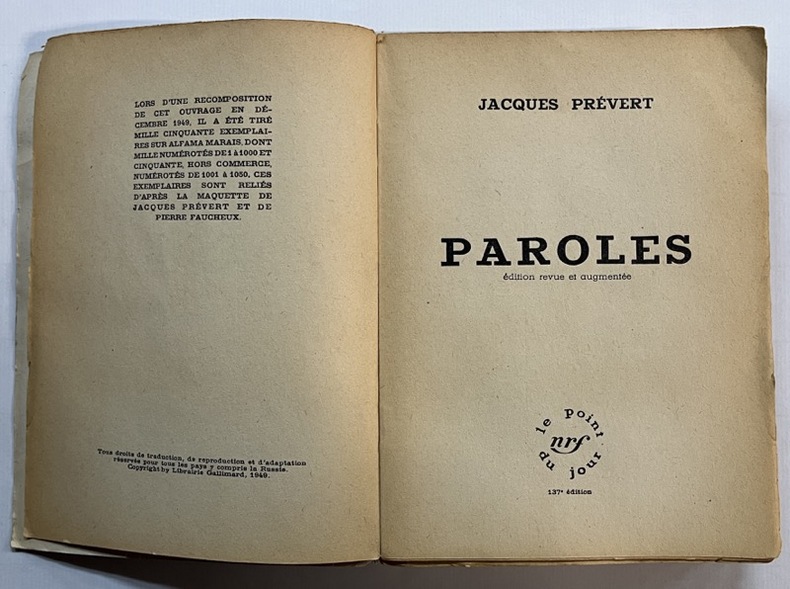 LORS D'UNE RECOMPOSITION
DE CET OUVRAGE EN DÉ-
CEMBRE 1949, IL A ÉTÉ TIRÉ
MILLE CINQUANTE EXEMPLAI-
RES SUR ALFAMA MARAIS, DONT
MILLE NUMÉROTÉS DE 1 à 1000 ET
CINQUANTE, HORS COMMERCE,
NUMÉROTÉS DE 1001 à 1050. CES
EXEMPLAIRES SONT RELIÉS
D'APRÈS LA MAQUETTE DE
JACQUES PRÉVERT ET DE
PIERRE FAUCHEUX.
Tous droits de traduction, de reproduction et d'adaptation
réservés pour tous les pays y compris la Russie.
Copyright by Librairie Gallimard, 1949.
JACQUES PRÉVERT
PAROLES
édition revue et augmentée
le point
nrf
du jour
137e édition